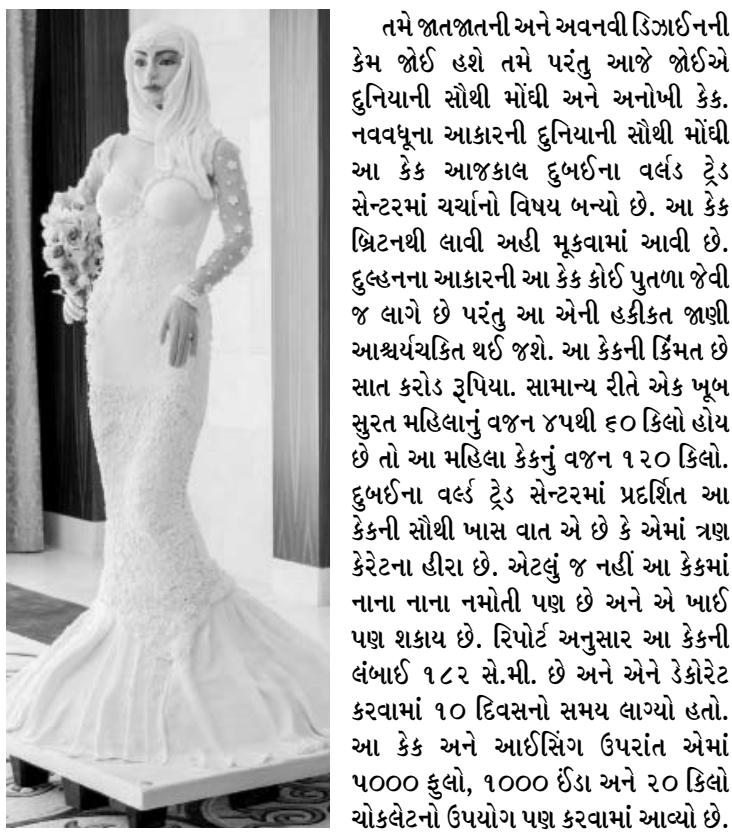 તમે જાતજાતની અને અવનવી ડિઝાઈનની
કેમ જોઈ હશે તમે પરંતુ આજે જોઈએ
દુનિયાની સૌથી મોંઘી અને અનોખી કેક.
નવવધૂના આકારની દુનિયાની સૌથી મોંઘી
આ કેક આજકાલ દુબઈના વર્લડ ટ્રેડ
સેન્ટરમાં ચર્ચાનો વિષય બન્યો છે. આ કેક
બ્રિટનથી લાવી અહી મૂકવામાં આવી છે.
દુલ્હનના આકારની આ કેક કોઈ પુતળા જેવી
જ લાગે છે પરંતુ આ એની હકીકત જાણી
આશ્ચર્યચકિત થઈ જશે. આ કેકની કિંમત છે
સાત કરોડ રૂપિયા. સામાન્ય રીતે એક ખૂબ
સુરત મહિલાનું વજન ૪૫થી ૬૦ કિલો હોય
છે તો આ મહિલા કેકનું વજન ૧૨૦ કિલો.
દુબઈના વર્લ્ડ ટ્રેડ સેન્ટરમાં પ્રદર્શિત આ
કેકની સૌથી ખાસ વાત એ છે કે એમાં ત્રણ
કેરેટના હીરા છે. એટલું જ નહીં આ કેકમાં
નાના નાના નમોતી પણ છે અને એ ખાઈ
પણ શકાય છે. રિપોર્ટ અનુસાર આ કેકની
લંબાઈ ૧૮૨ સે.મી. છે અને એને ડેકોરેટ
કરવામાં ૧૦ દિવસનો સમય લાગ્યો હતો.
આ કેક અને આઈસિંગ ઉપરાંત એમાં
૫૦૦૦ ફુલો, ૧૦૦૦ ઈંડા અને ૨૦ કિલો
ચોકલેટનો ઉપયોગ પણ કરવામાં આવ્યો છે.